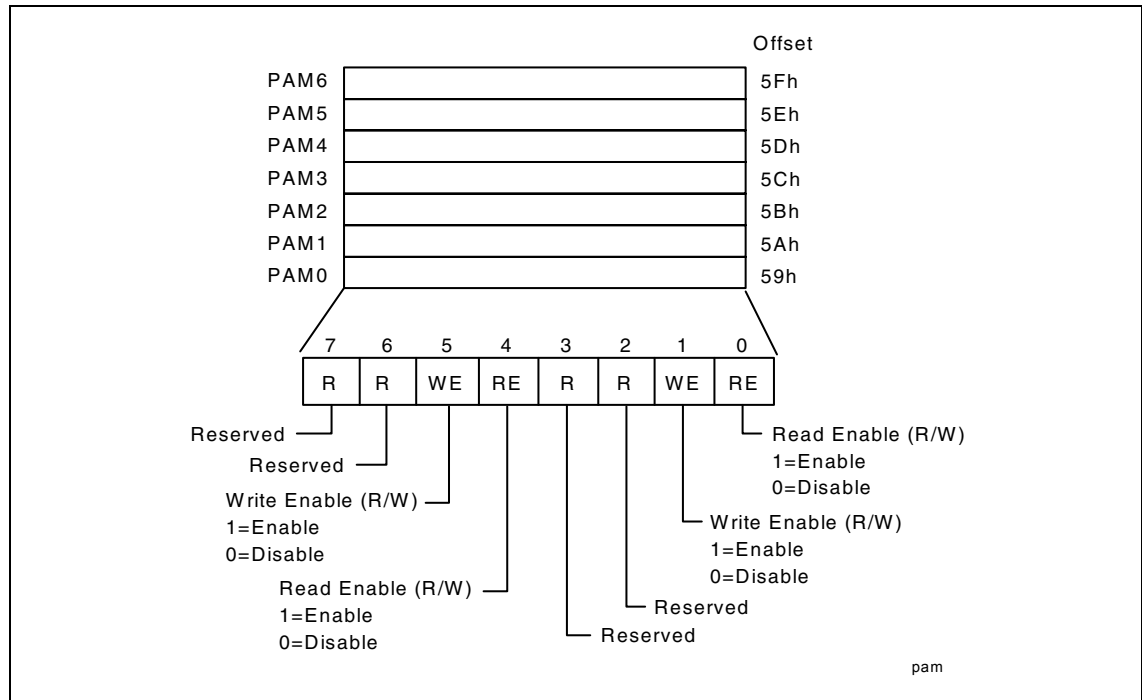 Offset
PAM6 5Fh
PAM5 5Eh
PAM4 5Dh
PAM3 5Ch
PAM2 5Bh
PAM1 5Ah
PAM0 59h
7 6 5 4 3 2 1 0
R R WE RE R R WE RE
Reserved
Reserved
Write Enable (R/W)
1=Enable
0=Disable
Read Enable (R/W)
1=Enable
0=Disable
Reserved
Reserved
Write Enable (R/W)
1=Enable
0=Disable
Read Enable (R/W)
1=Enable
0=Disable
pam